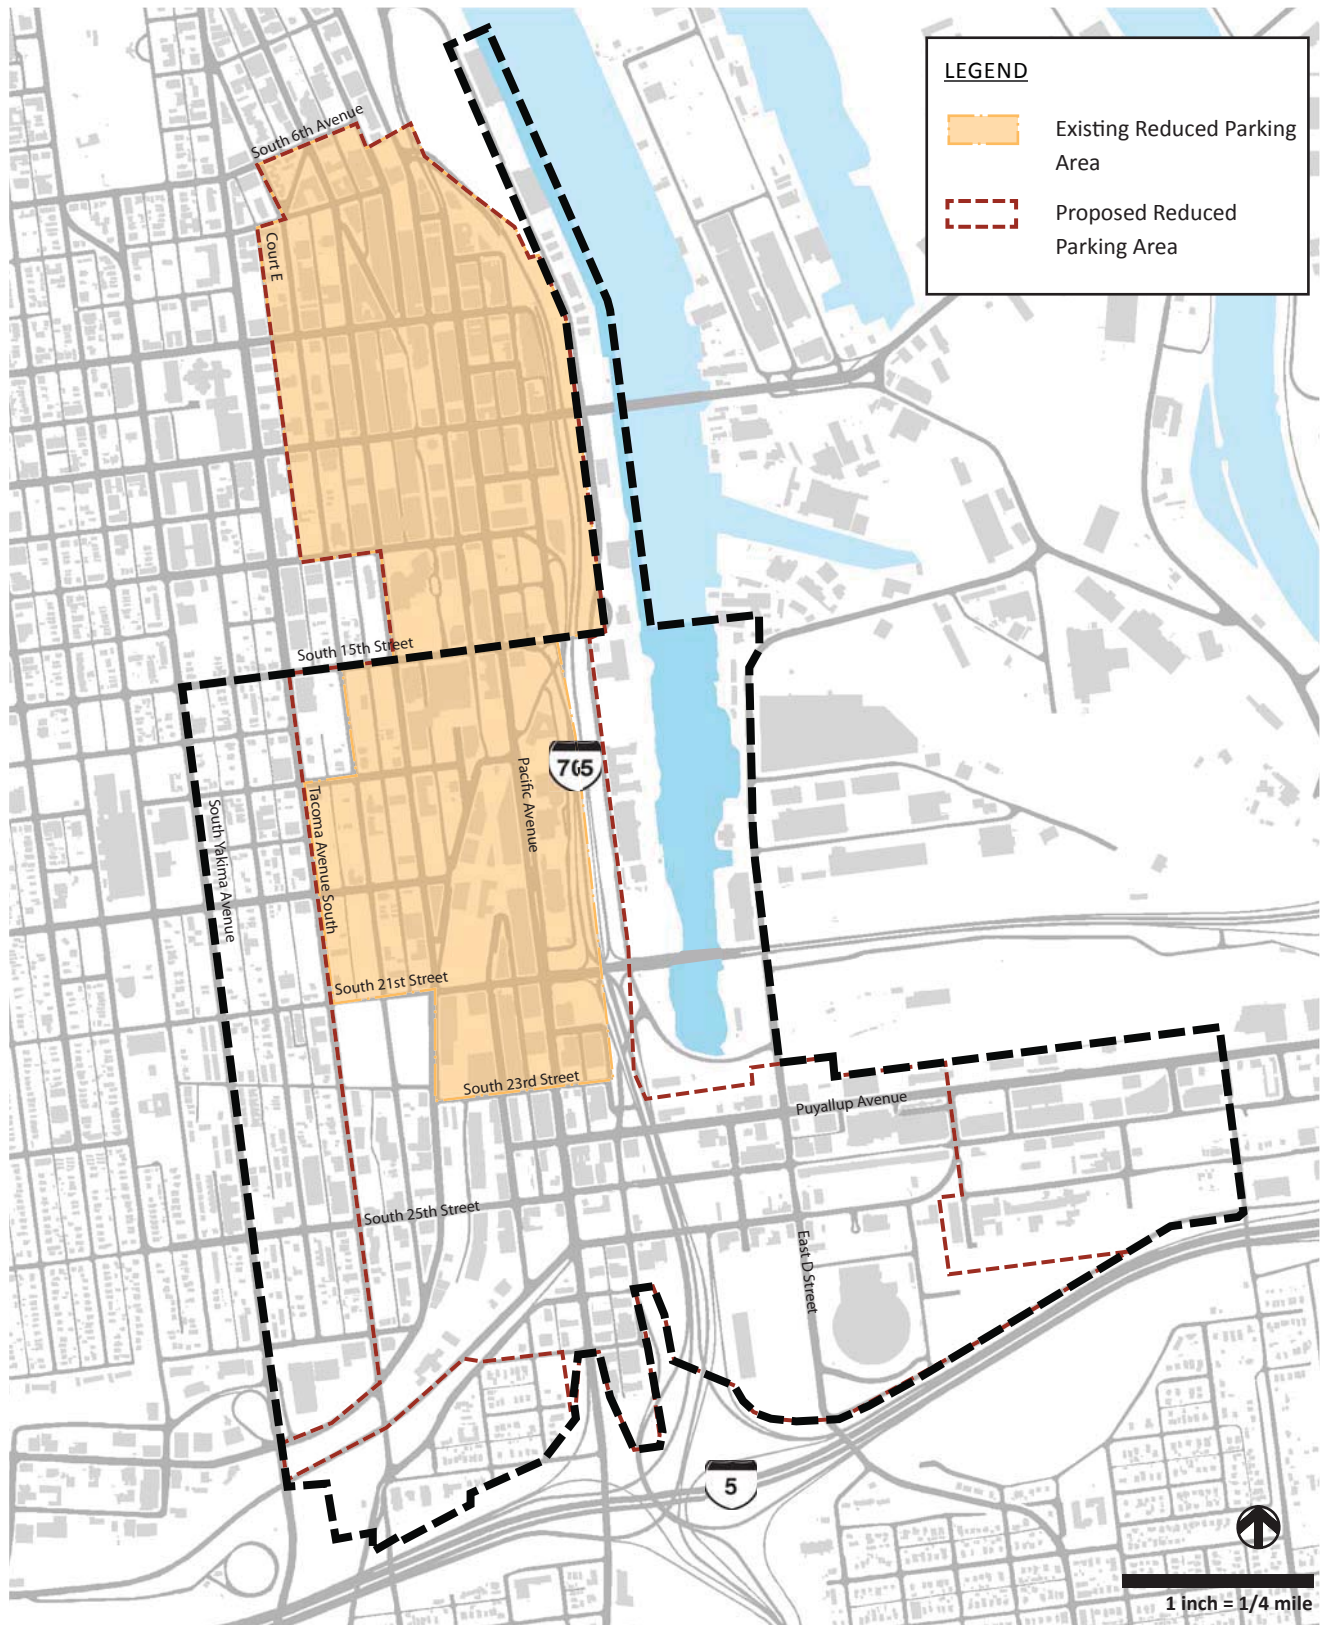 LEGEND
Existing Reduced Parking
Area
Proposed Reduced
Parking Area
South 6th Avenue
Court E
South 15th Street
Pacific Avenue
South Yakima Avenue
Tacoma Avenue South
South 21st Street
South 23rd Street
Puyallup Avenue
South 25th Street
East D Street
5
1 inch = 1/4 mile